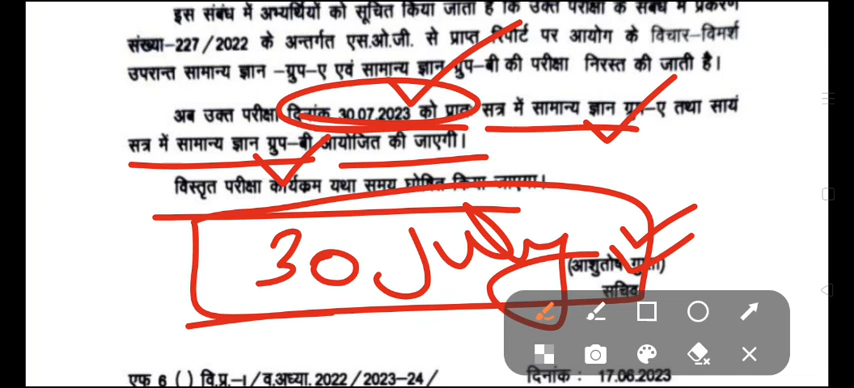 इस संबंध में अभ्यर्थियों को सूचित किया जाता है कि उक्त परीक्षा के संबंध में प्रकरण
संख्या-227/2022 के अन्तर्गत एस.ओ.जी. से प्राप्त रिपोर्ट पर आयोग के विचार-विमर्श
उपरान्त सामान्य ज्ञान -ग्रुप-ए एवं सामान्य ज्ञान ग्रुप-बी की परीक्षा निरस्त की जाती है।
अब उक्त परीक्षा दिनांक 30.07.2023 को प्रातः सत्र में सामान्य ज्ञान ग्रुप-ए तथा सायं
सत्र में सामान्य ज्ञान ग्रुप-बी आयोजित की जाएगी।
विस्तृत परीक्षा कार्यक्रम यथा समय घोषित किया जाएगा।
30 July
(आशुतोष गुप्ता)
सचिव
एफ 6 ( ) वि.प्र.-I/व.अध्या. 2022/2023-24/ दिनांक : 17.06.2023